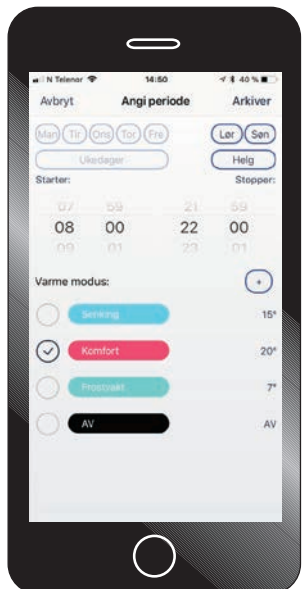 N Telenor 14:50 40 %
Avbryt Angi periode Arkiver
Man Tir Ons Tor Fre Lør Søn
Ukedager Helg
Starter: Stopper:
07 59 21 59
08 00 22 00
09 01 23 01
Varme modus: +
Senking 15°
Komfort 20°
Frostvakt 7°
AV AV